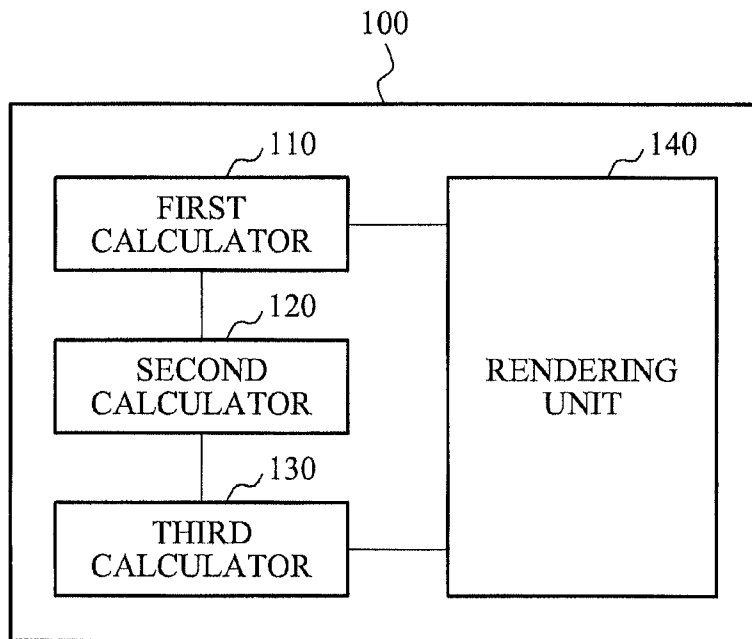 100
110
FIRST
CALCULATOR
120
SECOND
CALCULATOR
130
THIRD
CALCULATOR
140
RENDERING
UNIT